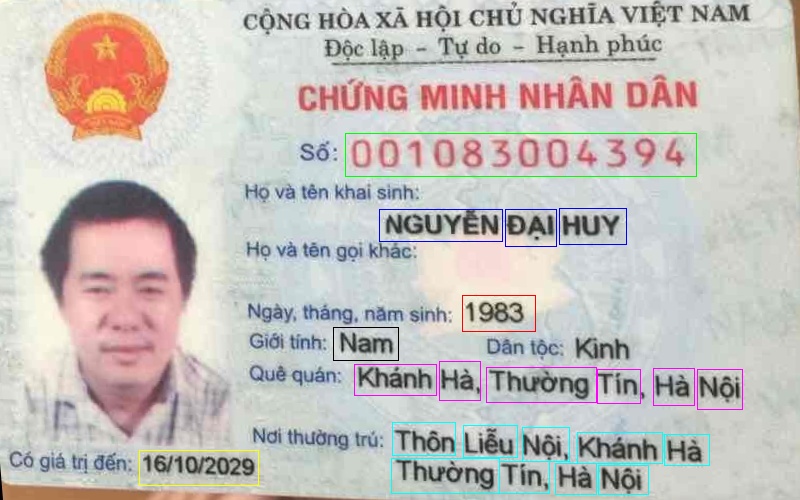 CỘNG HÒA XÃ HỘI CHỦ NGHĨA VIỆT NAM
Độc lập - Tự do - Hạnh phúc
CHỨNG MINH NHÂN DÂN
Số: 001083004394
Họ và tên khai sinh:
NGUYỄN ĐẠI HUY
Họ và tên gọi khác:
Ngày, tháng, năm sinh: 1983
Giới tính: Nam Dân tộc: Kinh
Quê quán: Khánh Hà, Thường Tín, Hà Nội
Nơi thường trú: Thôn Liễu Nội, Khánh Hà
Thường Tín, Hà Nội
Có giá trị đến: 16/10/2029